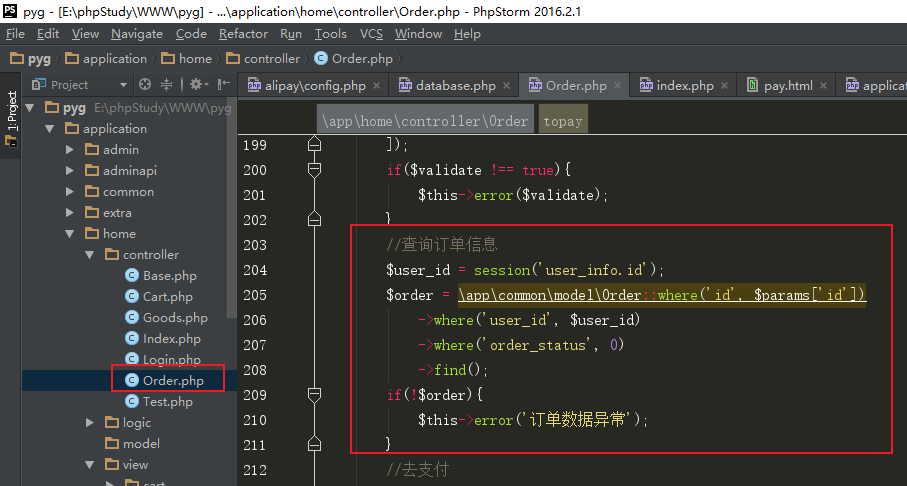 PS pyg - [E:\phpStudy\WWW\pyg] - ...\application\home\controller\Order.php - PhpStorm 2016.2.1
File Edit View Navigate Code Refactor Run Tools VCS Window Help
pyg application home controller Order.php
Project alipay\config.php database.php Order.php index.php pay.html applicat
1: Project
pyg E:\phpStudy\WWW\pyg
application
admin
adminapi
common
extra
home
controller
Base.php
Cart.php
Goods.php
Index.php
Login.php
Order.php
Test.php
logic
model
view
cart
\app\home\controller\Order topay
199 ]);
200 if($validate !== true){
201 $this->error($validate);
202 }
203 //查询订单信息
204 $user_id = session('user_info.id');
205 $order = \app\common\model\Order::where('id', $params['id'])
206 ->where('user_id', $user_id)
207 ->where('order_status', 0)
208 ->find();
209 if(!$order){
210 $this->error('订单数据异常');
211 }
212 //去支付